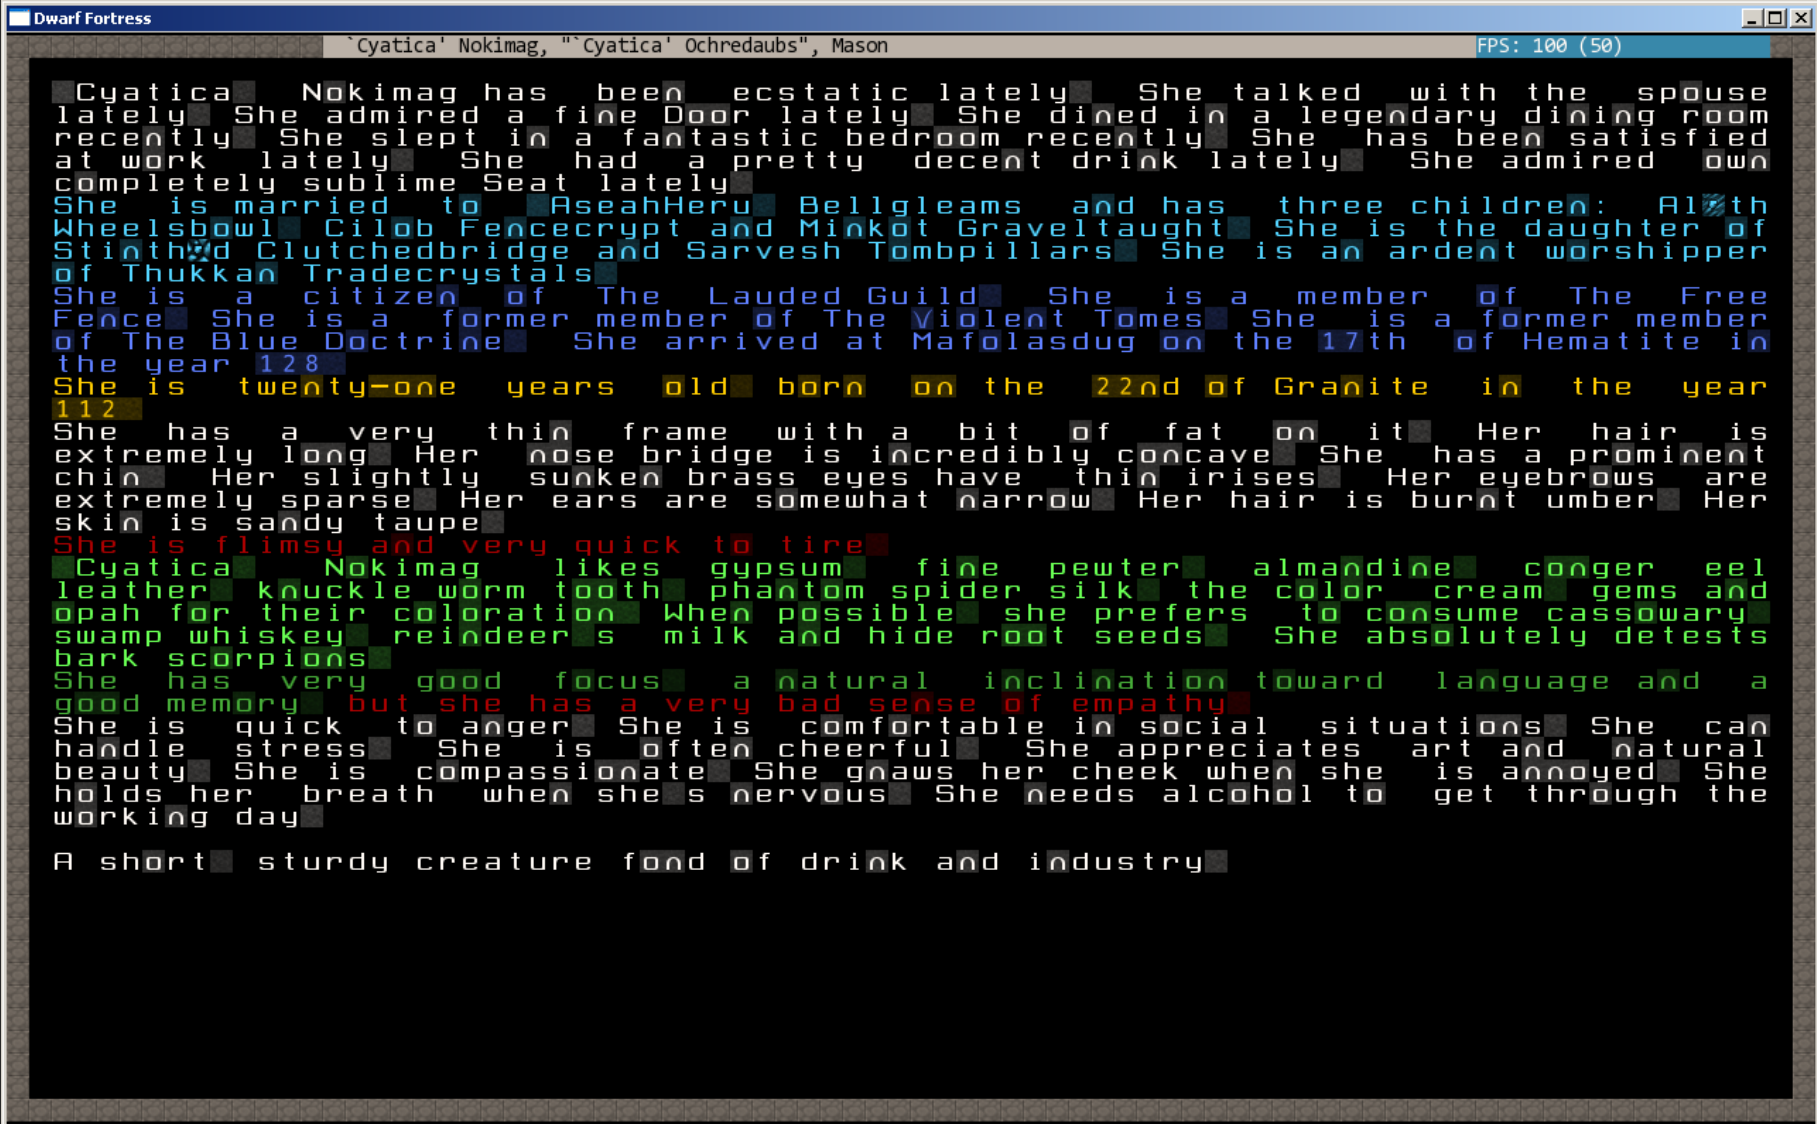 Dwarf Fortress
`Cyatica' Nokimag, "`Cyatica' Ochredaubs", Mason
FPS: 100 (50)
Cyatica Nokimag has been ecstatic lately She talked with the spouse
lately She admired a fine Door lately She dined in a legendary dining room
recently She slept in a fantastic bedroom recently She has been satisfied
at work lately She had a pretty decent drink lately She admired own
completely sublime Seat lately
She is married to AseahHeru Bellgleams and has three children: Al th
Wheelsbowl Cilob Fencecrypt and Minkot Graveltaught She is the daughter of
Stinth d Clutchedbridge and Sarvesh Tombpillars She is an ardent worshipper
of Thukkan Tradecrystals
She is a citizen of The Lauded Guild She is a member of The Free
Fence She is a former member of The Violent Tomes She is a former member
of The Blue Doctrine She arrived at Mafolasdug on the 17th of Hematite in
the year 128
She is twenty-one years old born on the 22nd of Granite in the year
112
She has a very thin frame with a bit of fat on it Her hair is
extremely long Her nose bridge is incredibly concave She has a prominent
chin Her slightly sunken brass eyes have thin irises Her eyebrows are
extremely sparse Her ears are somewhat narrow Her hair is burnt umber Her
skin is sandy taupe
She is flimsy and very quick to tire
Cyatica Nokimag likes gypsum fine pewter almandine conger eel
leather knuckle worm tooth phantom spider silk the color cream gems and
opah for their coloration When possible she prefers to consume cassowary
swamp whiskey reindeer s milk and hide root seeds She absolutely detests
bark scorpions
She has very good focus a natural inclination toward language and a
good memory but she has a very bad sense of empathy
She is quick to anger She is comfortable in social situations She can
handle stress She is often cheerful She appreciates art and natural
beauty She is compassionate She gnaws her cheek when she is annoyed She
holds her breath when she s nervous She needs alcohol to get through the
working day
A short sturdy creature fond of drink and industry